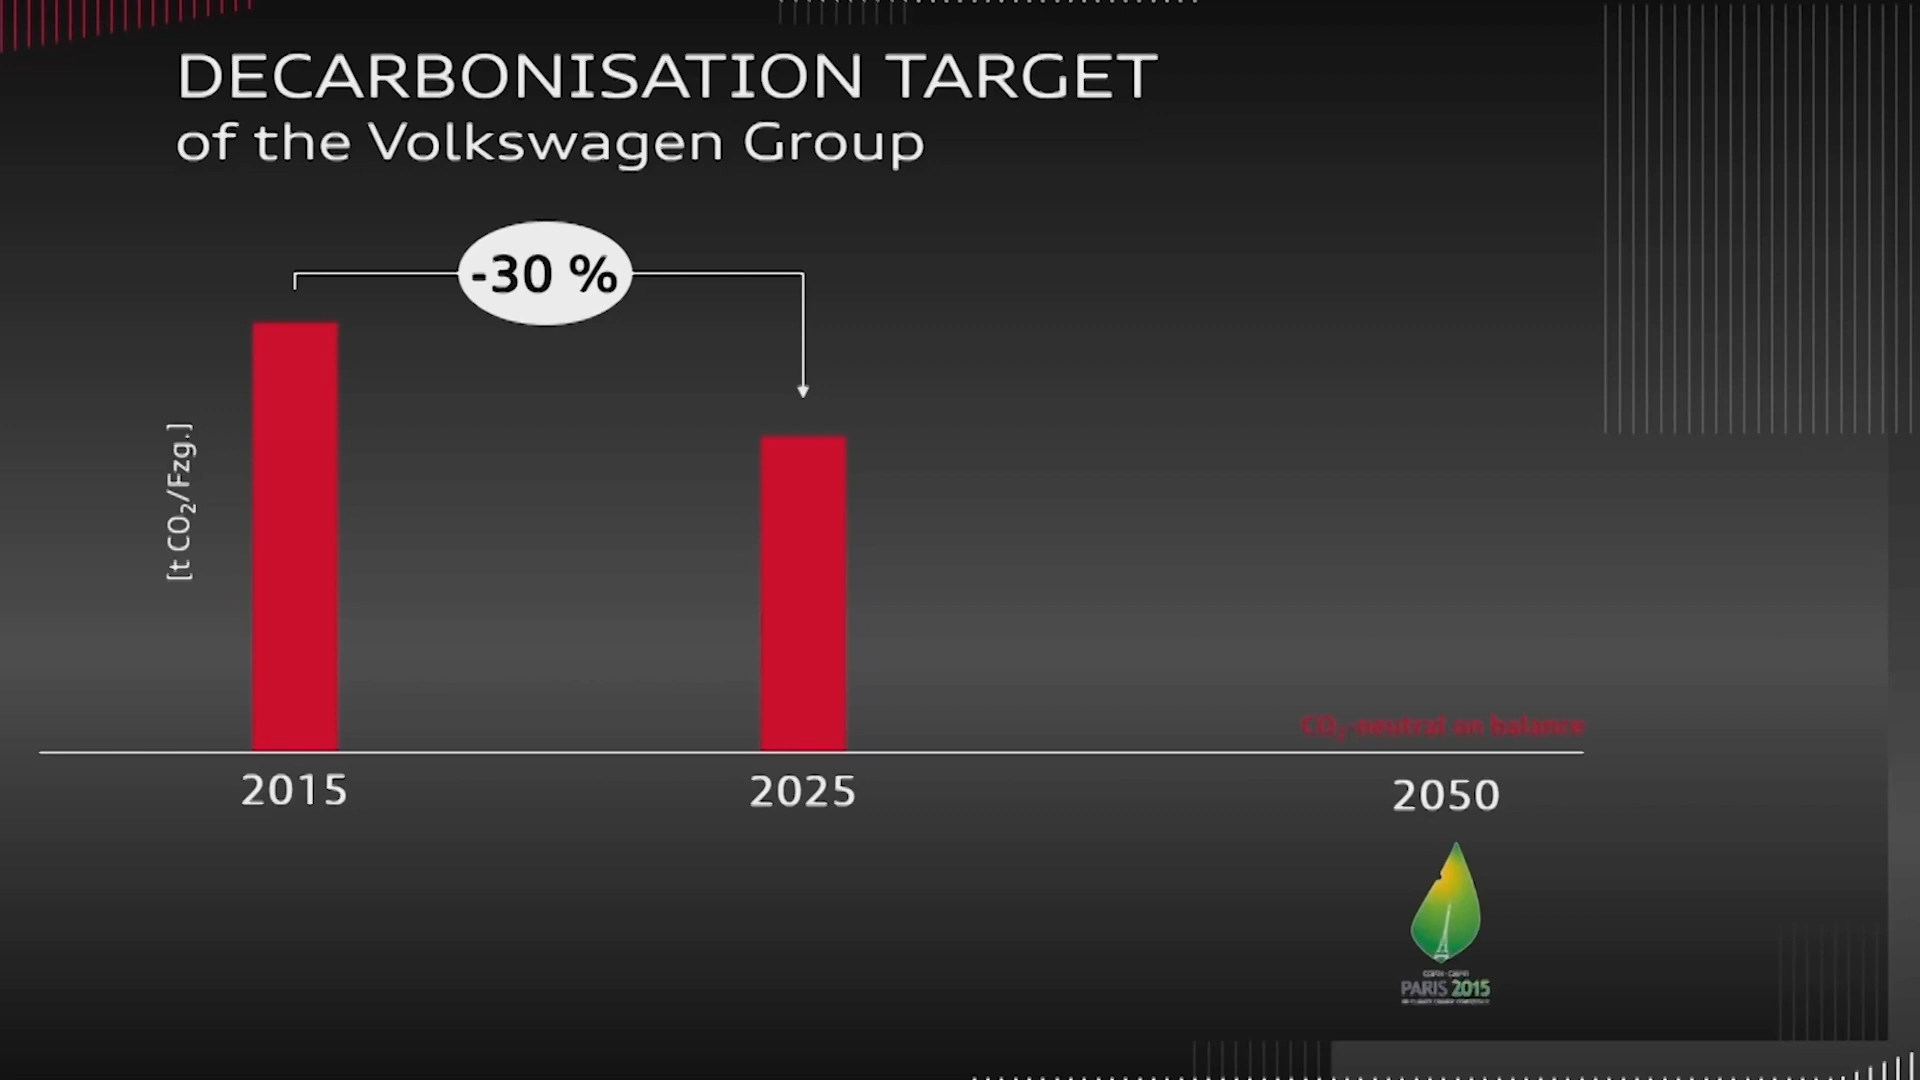 DECARBONISATION TARGET
of the Volkswagen Group
-30 %
[t CO₂/Fzg.]
CO₂-neutral on balance
2015
2025
2050
PARIS 2015